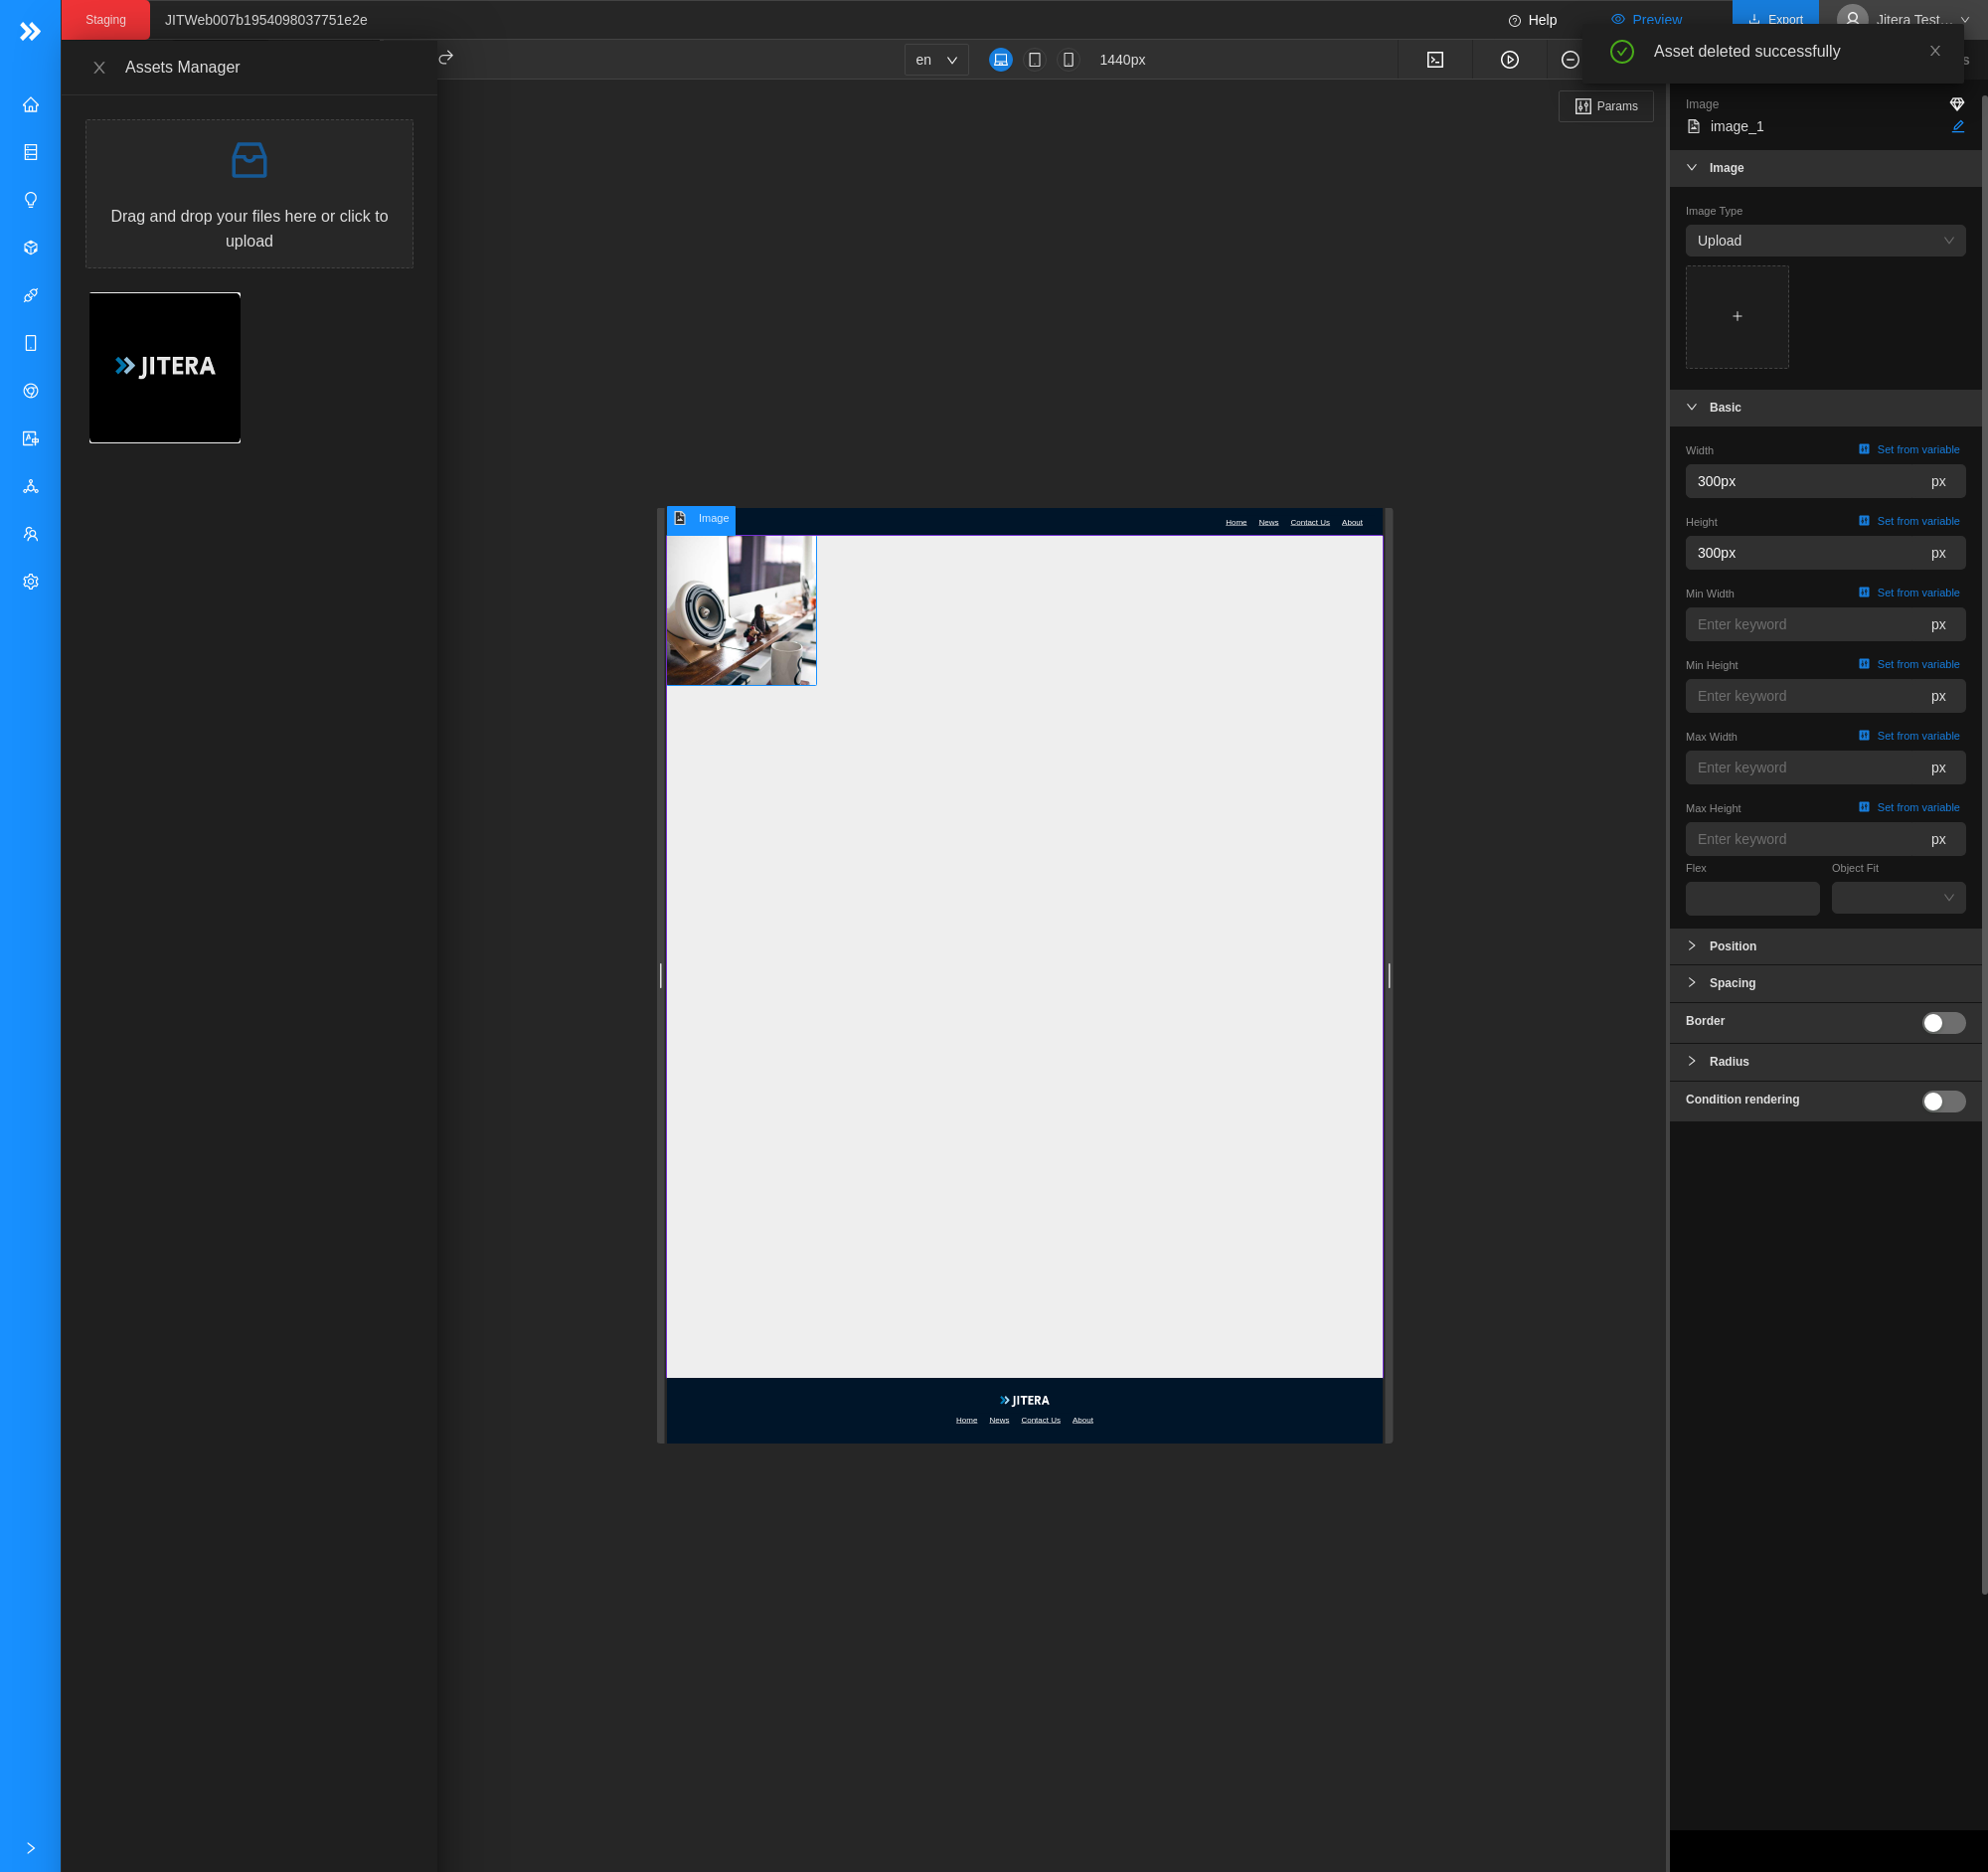 Staging
JITWeb007b1954098037751e2e
Help
Preview
Export
Jitera Test...
Asset deleted successfully
Assets Manager
en
1440px
Params
Drag and drop your files here or click to
upload
JITERA
Image
Home
News
Contact Us
About
JITERA
Home
News
Contact Us
About
Image
image_1
Image
Image Type
Upload
Basic
Width
Set from variable
300px
px
Height
Set from variable
300px
px
Min Width
Set from variable
Enter keyword
px
Min Height
Set from variable
Enter keyword
px
Max Width
Set from variable
Enter keyword
px
Max Height
Set from variable
Enter keyword
px
Flex
Object Fit
Position
Spacing
Border
Radius
Condition rendering